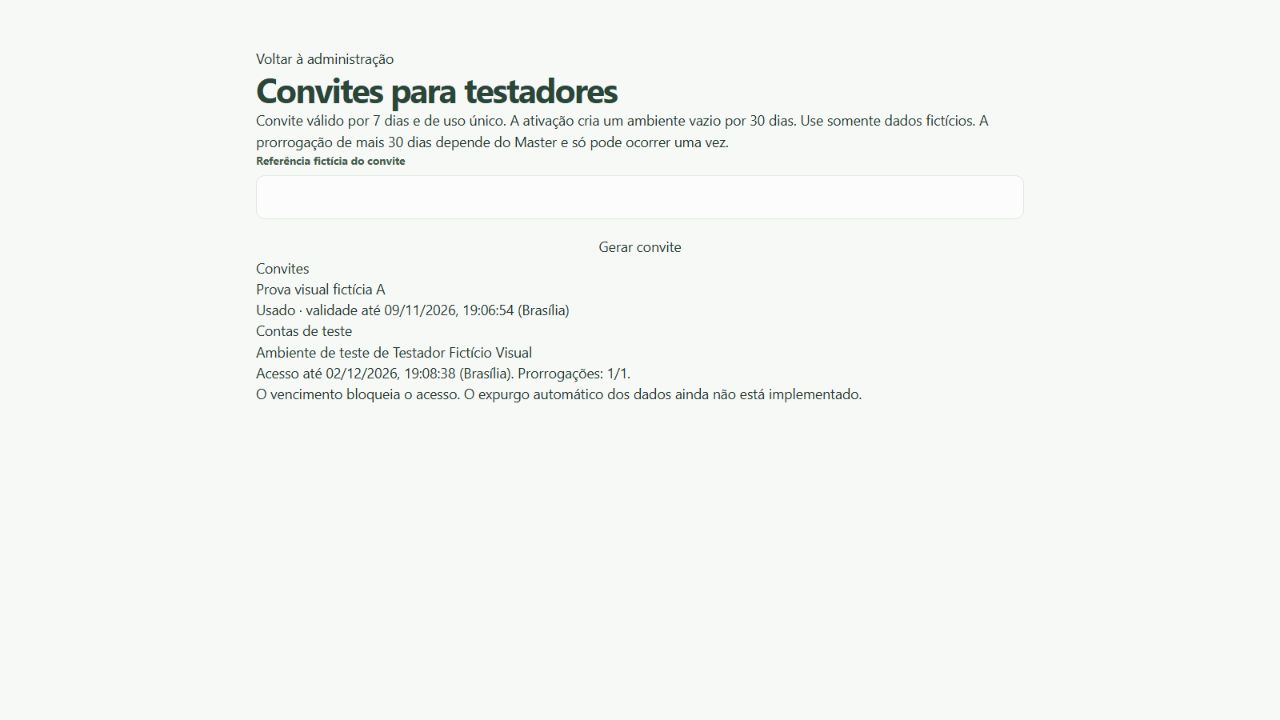 Voltar à administração
Convites para testadores
Convite válido por 7 dias e de uso único. A ativação cria um ambiente vazio por 30 dias. Use somente dados fictícios. A
prorrogação de mais 30 dias depende do Master e só pode ocorrer uma vez.
Referência fictícia do convite
Gerar convite
Convites
Prova visual fictícia A
Usado · validade até 09/11/2026, 19:06:54 (Brasília)
Contas de teste
Ambiente de teste de Testador Fictício Visual
Acesso até 02/12/2026, 19:08:38 (Brasília). Prorrogações: 1/1.
O vencimento bloqueia o acesso. O expurgo automático dos dados ainda não está implementado.